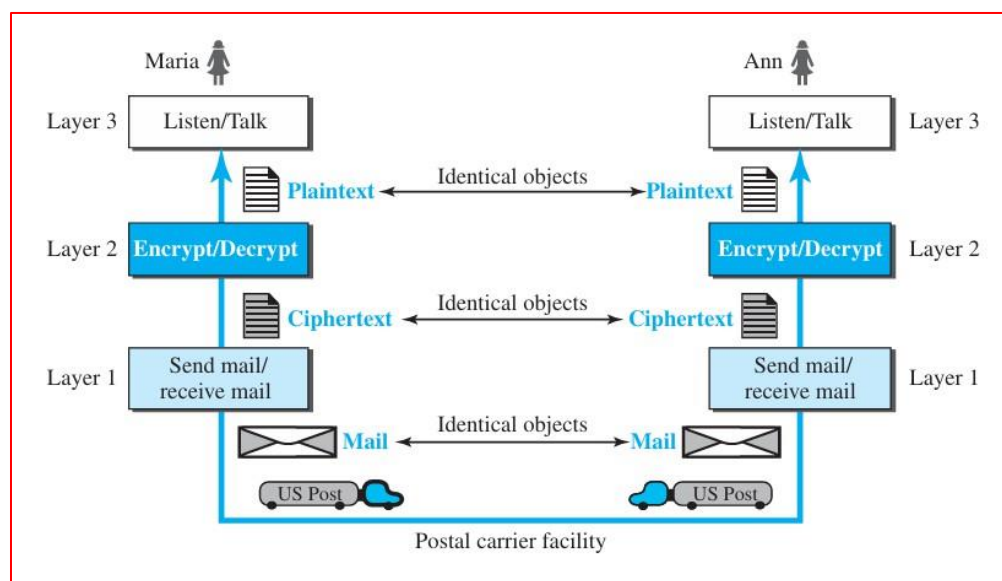 Maria
Ann
Layer 3
Listen/Talk
Listen/Talk
Layer 3
Identical objects
Plaintext
Plaintext
Layer 2
Encrypt/Decrypt
Encrypt/Decrypt
Layer 2
Identical objects
Ciphertext
Ciphertext
Layer 1
Send mail/
receive mail
Send mail/
receive mail
Layer 1
Identical objects
Mail
Mail
US Post
US Post
Postal carrier facility